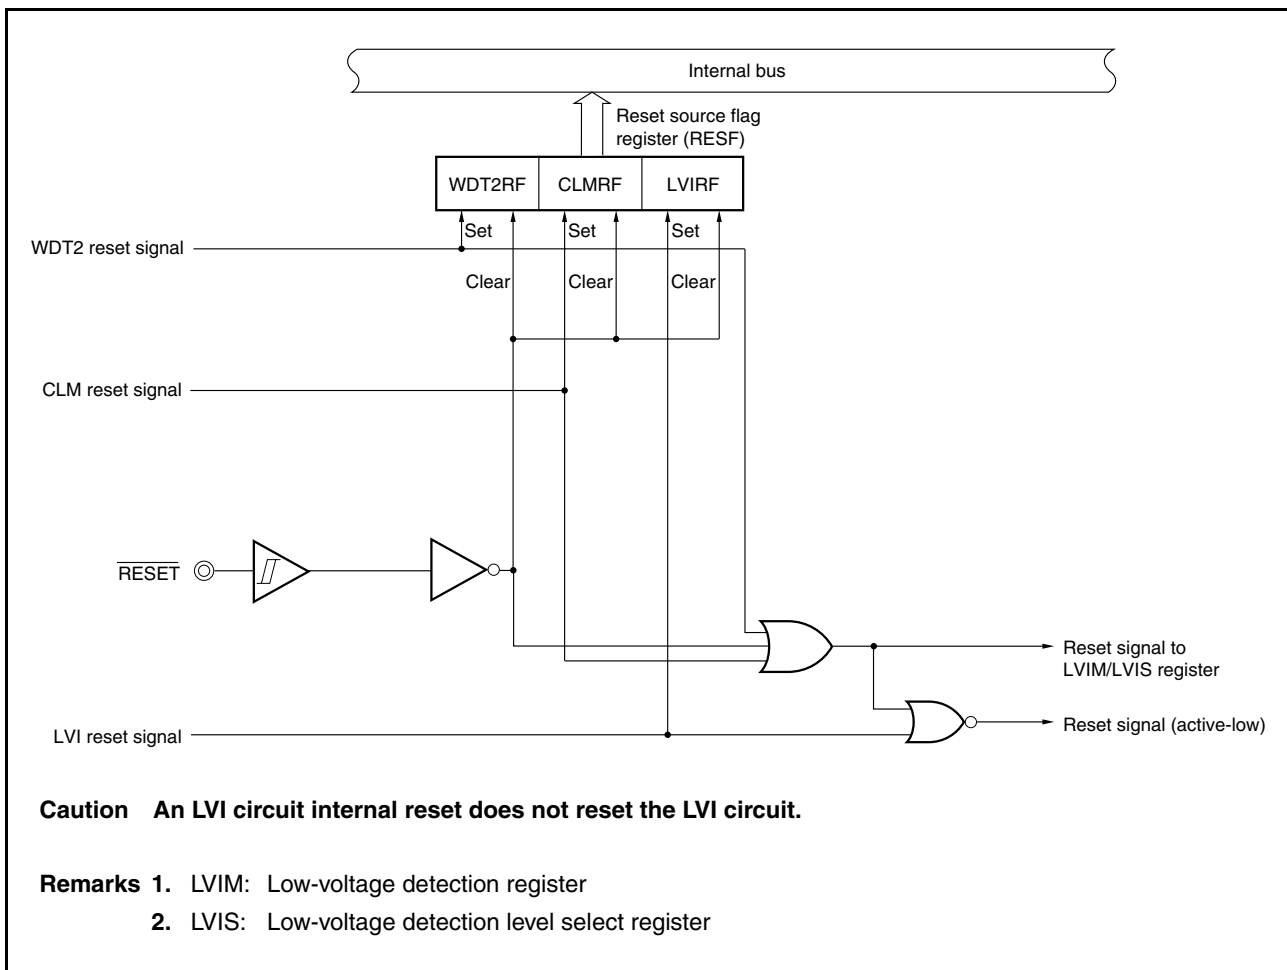 Internal bus
Reset source flag
register (RESF)
WDT2RF CLMRF LVIRF
Set Set Set
WDT2 reset signal
Clear Clear Clear
CLM reset signal
RESET
Reset signal to
LVIM/LVIS register
Reset signal (active-low)
LVI reset signal
Caution An LVI circuit internal reset does not reset the LVI circuit.
Remarks 1. LVIM: Low-voltage detection register
2. LVIS: Low-voltage detection level select register